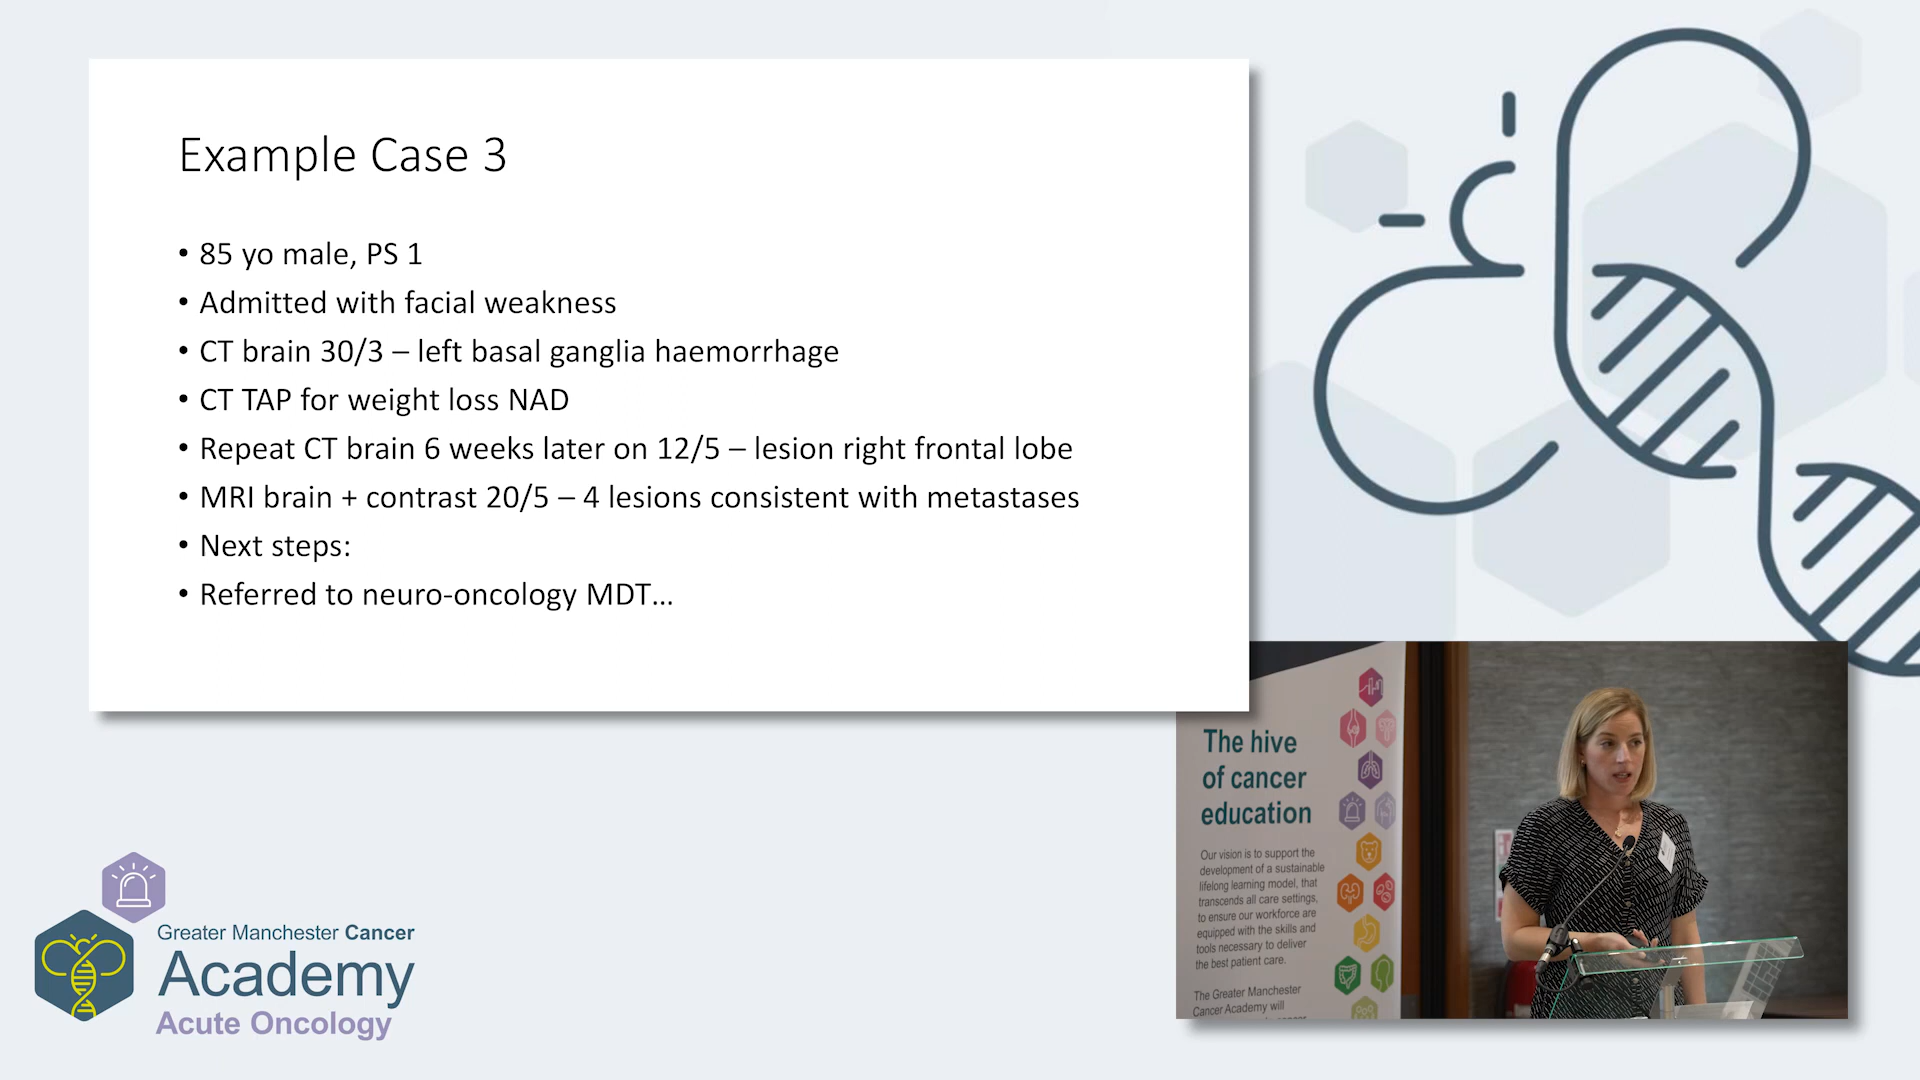 Example Case 3
• 85 yo male, PS 1
• Admitted with facial weakness
• CT brain 30/3 – left basal ganglia haemorrhage
• CT TAP for weight loss NAD
• Repeat CT brain 6 weeks later on 12/5 – lesion right frontal lobe
• MRI brain + contrast 20/5 – 4 lesions consistent with metastases
• Next steps:
• Referred to neuro-oncology MDT...
The hive
of cancer
education
Our vision is to support the
development of a sustainable
lifelong learning model, that
transcends all care settings,
to ensure our workforce are
equipped with the skills and
tools necessary to deliver
the best patient care.
The Greater Manchester
Cancer Academy will
Greater Manchester Cancer
Academy
Acute Oncology